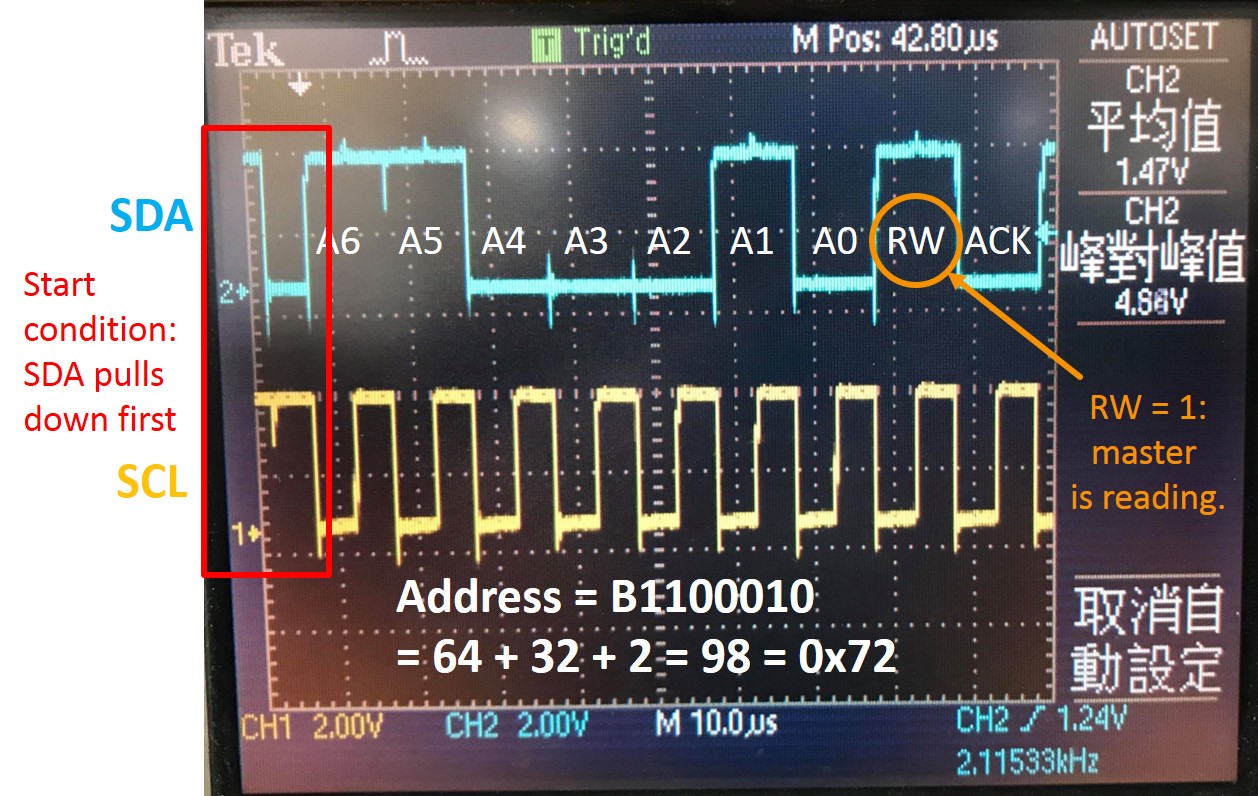 Tek
Trig'd
M Pos: 42.80µs
AUTOSET
CH2
平均值
1.47V
CH2
峰對峰值
4.86V
SDA
A6 A5 A4 A3 A2 A1 A0 RW ACK
2
Start
condition:
SDA pulls
down first
RW = 1:
master
is reading.
SCL
1
Address = B1100010
= 64 + 32 + 2 = 98 = 0x72
取消自
動設定
CH1 2.00V
CH2 2.00V
M 10.0µs
CH2 1.24V
2.11533kHz